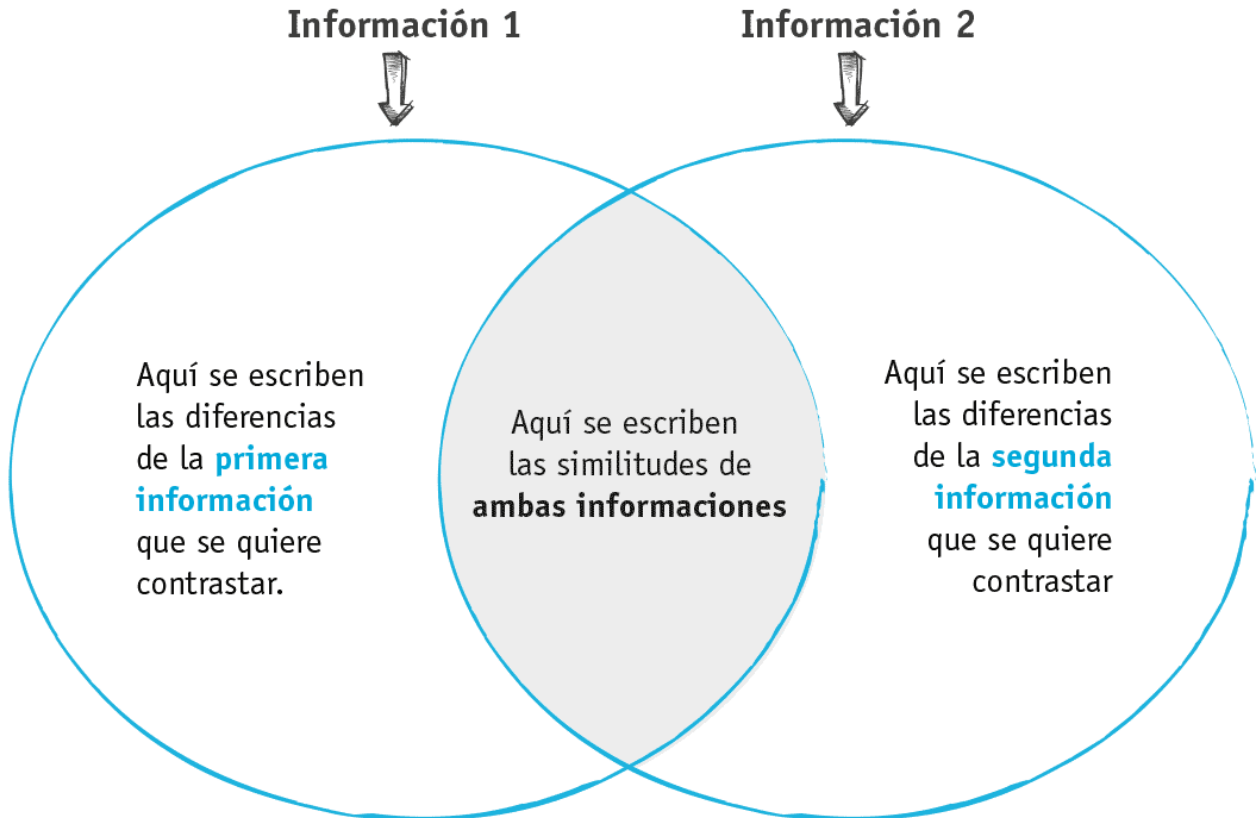 Información 1
Información 2
Aquí se escriben
las diferencias
de la primera
información
que se quiere
contrastar.
Aquí se escriben
las similitudes de
ambas informaciones
Aquí se escriben
las diferencias
de la segunda
información
que se quiere
contrastar